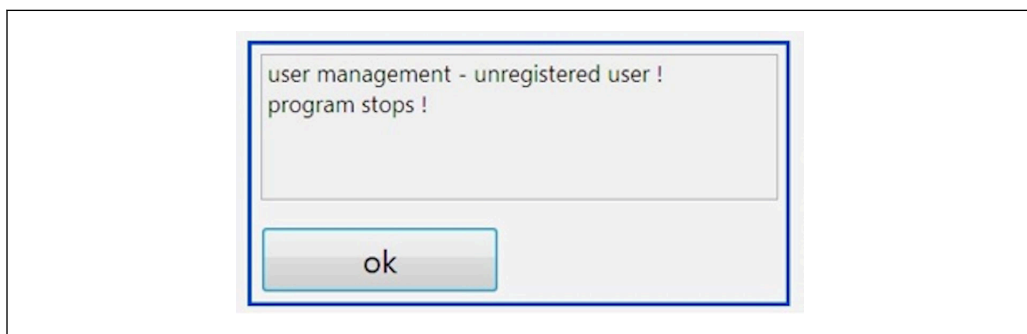 user management - unregistered user !
program stops !
ok